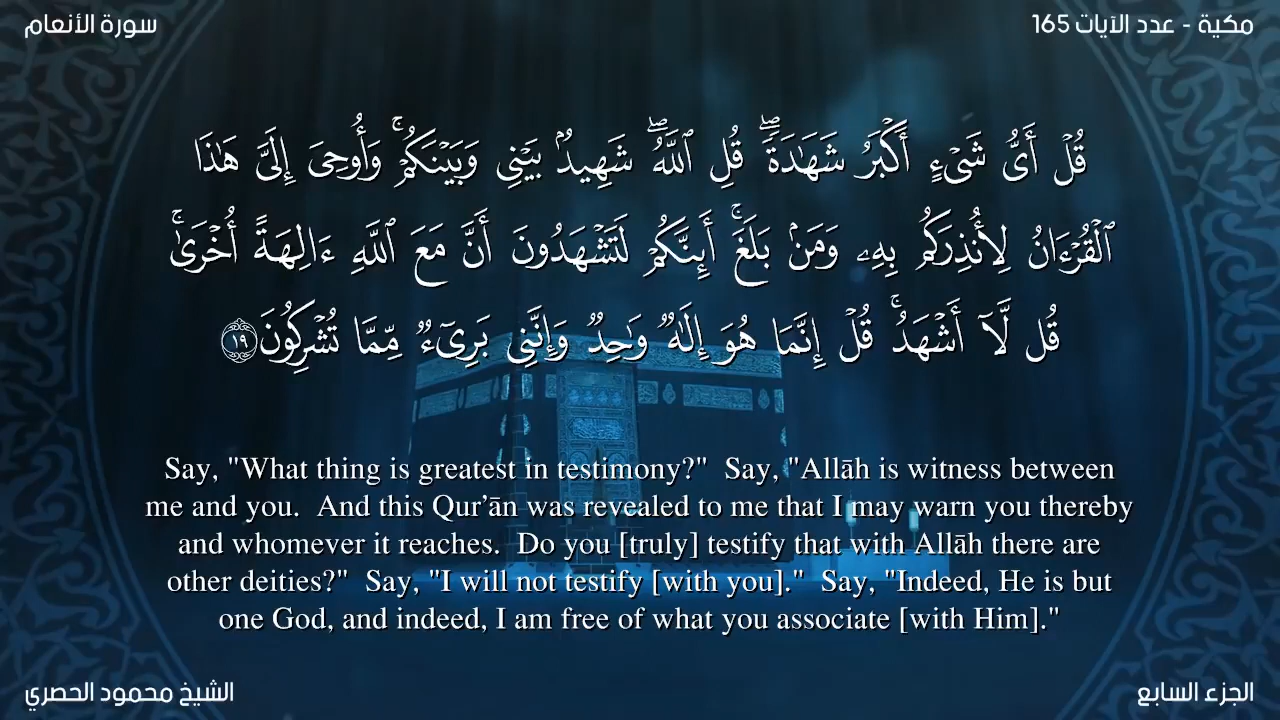 سورة الأنعام
مكية - عدد الآيات 165
قُلْ أَىُّ شَىْءٍ أَكْبَرُ شَهَٰدَةً ۖ قُلِ ٱللَّهُ ۖ شَهِيدٌۢ بَيْنِى وَبَيْنَكُمْ ۚ وَأُوحِىَ إِلَىَّ هَٰذَا
ٱلْقُرْءَانُ لِأُنذِرَكُم بِهِۦ وَمَنۢ بَلَغَ ۚ أَئِنَّكُمْ لَتَشْهَدُونَ أَنَّ مَعَ ٱللَّهِ ءَالِهَةً أُخْرَىٰ ۚ
قُل لَّآ أَشْهَدُ ۚ قُلْ إِنَّمَا هُوَ إِلَٰهٌ وَٰحِدٌ وَإِنَّنِى بَرِىٓءٌ مِّمَّا تُشْرِكُونَ ١٩
Say, "What thing is greatest in testimony?"  Say, "Allāh is witness between
me and you.  And this Qur’ān was revealed to me that I may warn you thereby
and whomever it reaches.  Do you [truly] testify that with Allāh there are
other deities?"  Say, "I will not testify [with you]."  Say, "Indeed, He is but
one God, and indeed, I am free of what you associate [with Him]."
الشيخ محمود الحصري
الجزء السابع